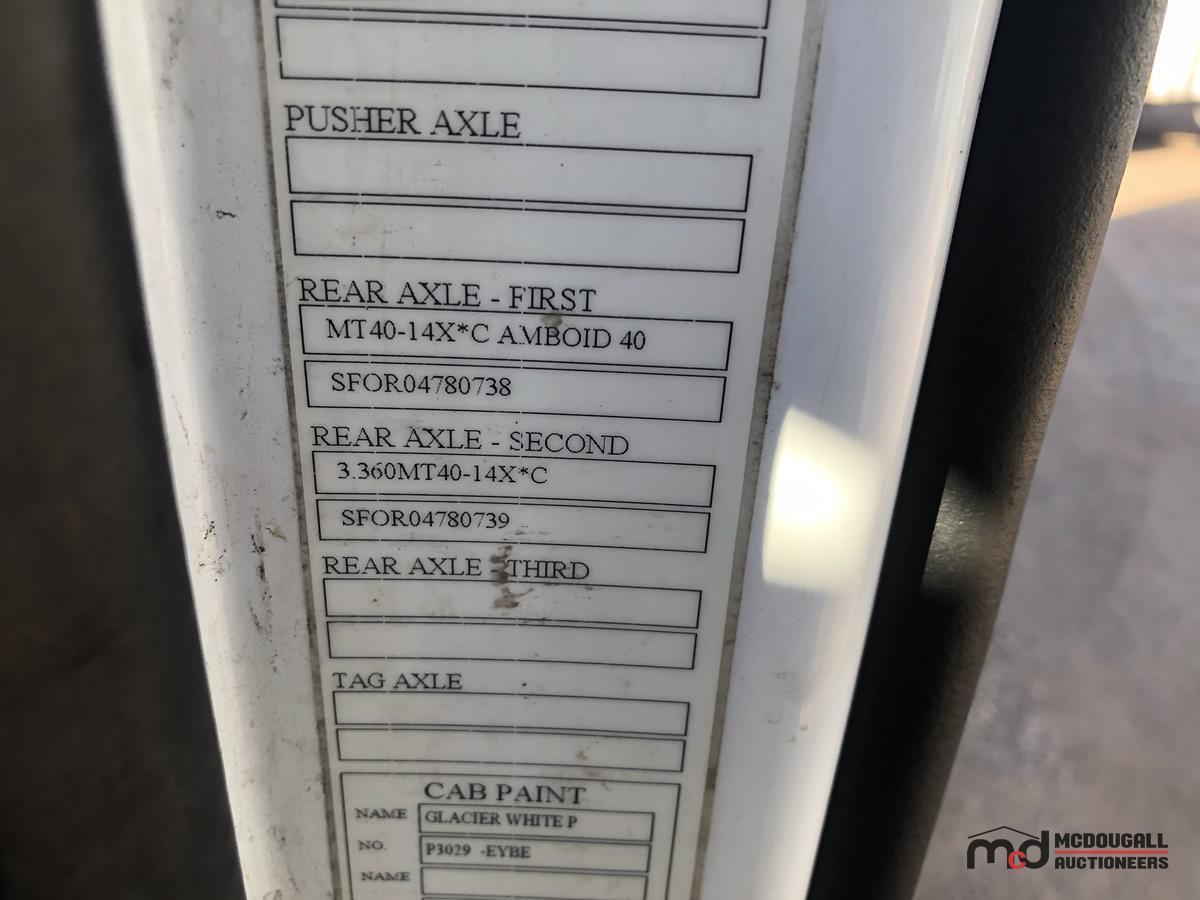 PUSHER AXLE
REAR AXLE - FIRST
MT40-14X*C AMBOID 40
SFOR04780738
REAR AXLE - SECOND
3.360MT40-14X*C
SFOR04780739
REAR AXLE - THIRD
TAG AXLE
CAB PAINT
NAME GLACIER WHITE P
NO. P3029 -EYBE
NAME
mcd MCDOUGALL
AUCTIONEERS